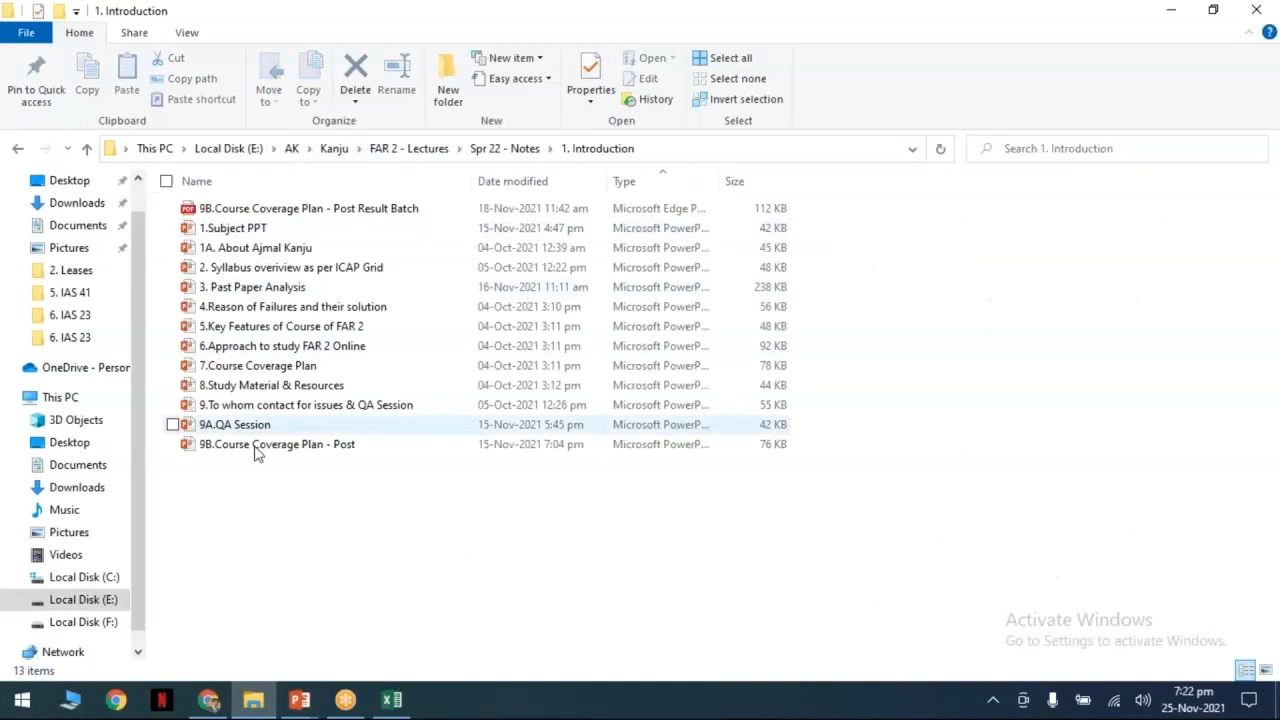 1. Introduction
File Home Share View
Pin to Quick access
Copy
Paste
Cut
Copy path
Paste shortcut
Clipboard
Move to
Copy to
Delete
Rename
Organize
New folder
New item
Easy access
New
Properties
Open
Edit
History
Open
Select all
Select none
Invert selection
Select
This PC > Local Disk (E:) > AK > Kanju > FAR 2 - Lectures > Spr 22 - Notes > 1. Introduction
Search 1. Introduction
Name Date modified Type Size
9B.Course Coverage Plan - Post Result Batch 18-Nov-2021 11:42 am Microsoft Edge P... 112 KB
1.Subject PPT 15-Nov-2021 4:47 pm Microsoft PowerP... 42 KB
1A. About Ajmal Kanju 04-Oct-2021 12:39 am Microsoft PowerP... 45 KB
2. Syllabus overiview as per ICAP Grid 05-Oct-2021 12:22 pm Microsoft PowerP... 48 KB
3. Past Paper Analysis 16-Nov-2021 11:11 am Microsoft PowerP... 238 KB
4.Reason of Failures and their solution 04-Oct-2021 3:10 pm Microsoft PowerP... 56 KB
5.Key Features of Course of FAR 2 04-Oct-2021 3:11 pm Microsoft PowerP... 48 KB
6.Approach to study FAR 2 Online 04-Oct-2021 3:11 pm Microsoft PowerP... 92 KB
7.Course Coverage Plan 04-Oct-2021 3:11 pm Microsoft PowerP... 78 KB
8.Study Material & Resources 04-Oct-2021 3:12 pm Microsoft PowerP... 44 KB
9.To whom contact for issues & QA Session 05-Oct-2021 12:26 pm Microsoft PowerP... 55 KB
9A.QA Session 15-Nov-2021 5:45 pm Microsoft PowerP... 42 KB
9B.Course Coverage Plan - Post 15-Nov-2021 7:04 pm Microsoft PowerP... 76 KB
Desktop
Downloads
Documents
Pictures
2. Leases
5. IAS 41
6. IAS 23
6. IAS 23
OneDrive - Person
This PC
3D Objects
Desktop
Documents
Downloads
Music
Pictures
Videos
Local Disk (C:)
Local Disk (E:)
Local Disk (F:)
Network
13 items
Activate Windows
Go to Settings to activate Windows.
7:22 pm
25-Nov-2021